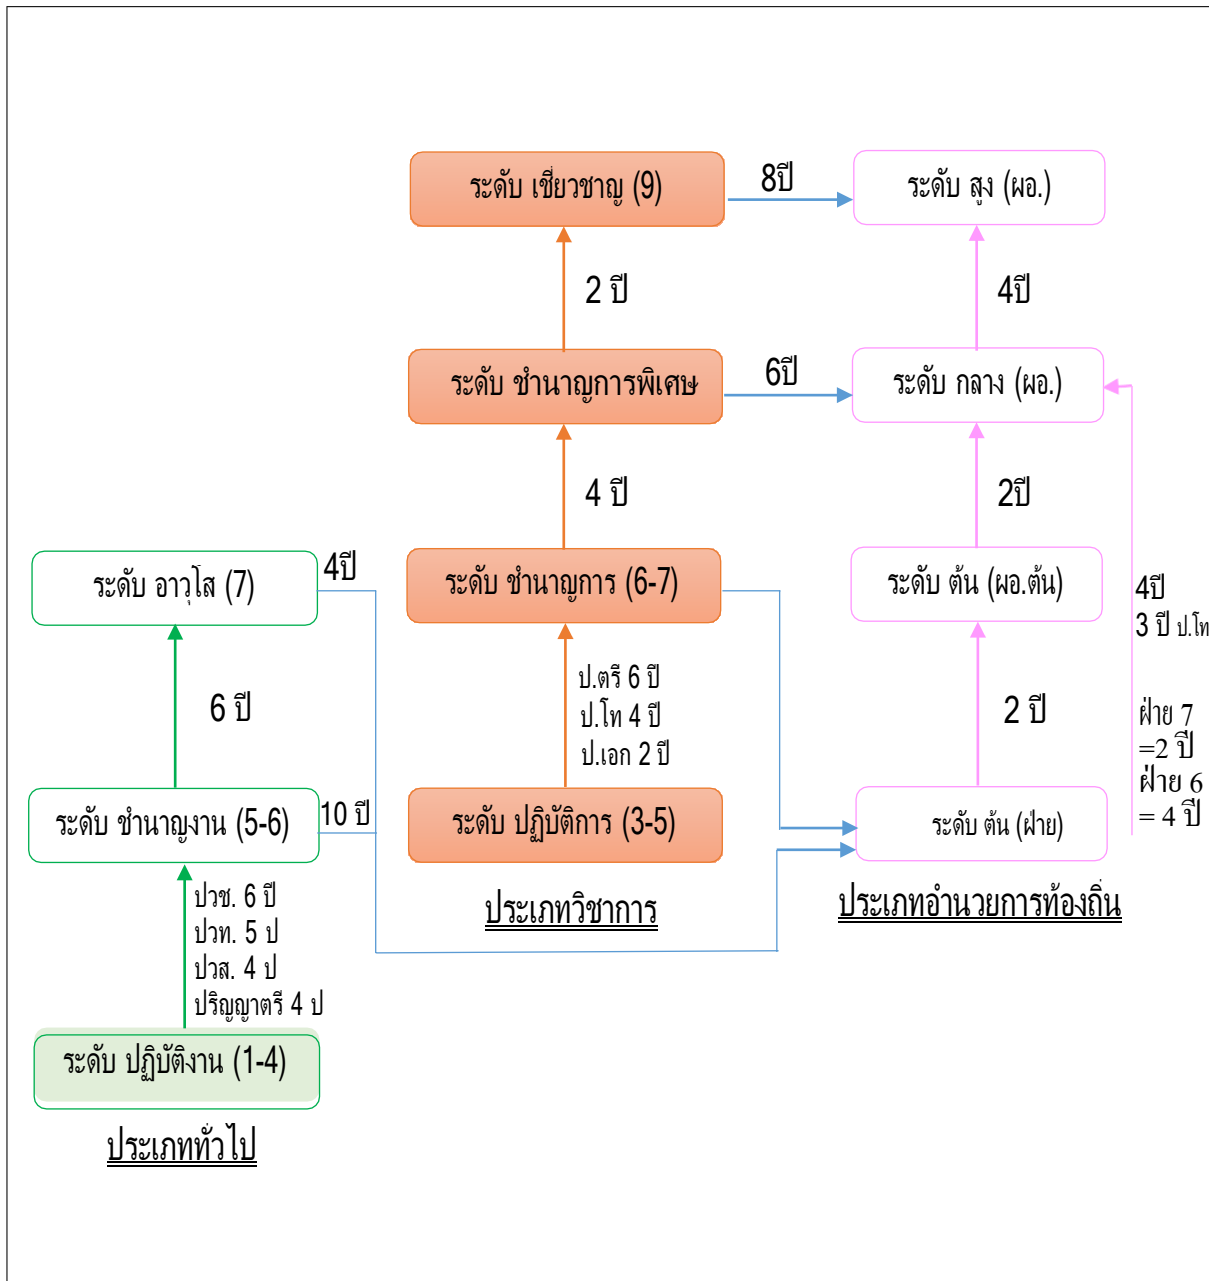 ระดับ เชี่ยวชาญ (9)
8ปี
ระดับ สูง (ผอ.)
2 ปี
4ปี
ระดับ ชำนาญการพิเศษ
6ปี
ระดับ กลาง (ผอ.)
4 ปี
2ปี
ระดับ อาวุโส (7)
4ปี
ระดับ ชำนาญการ (6-7)
ระดับ ต้น (ผอ.ต้น)
4ปี
3 ปี ป.โท
6 ปี
ป.ตรี 6 ปี
ป.โท 4 ปี
ป.เอก 2 ปี
2 ปี
ฝ่าย 7
=2 ปี
ฝ่าย 6
= 4 ปี
ระดับ ชำนาญงาน (5-6)
10 ปี
ระดับ ปฏิบัติการ (3-5)
ระดับ ต้น (ฝ่าย)
ปวช. 6 ปี
ปวท. 5 ป
ปวส. 4 ป
ปริญญาตรี 4 ป
ประเภทวิชาการ
ประเภทอำนวยการท้องถิ่น
ระดับ ปฏิบัติงาน (1-4)
ประเภททั่วไป